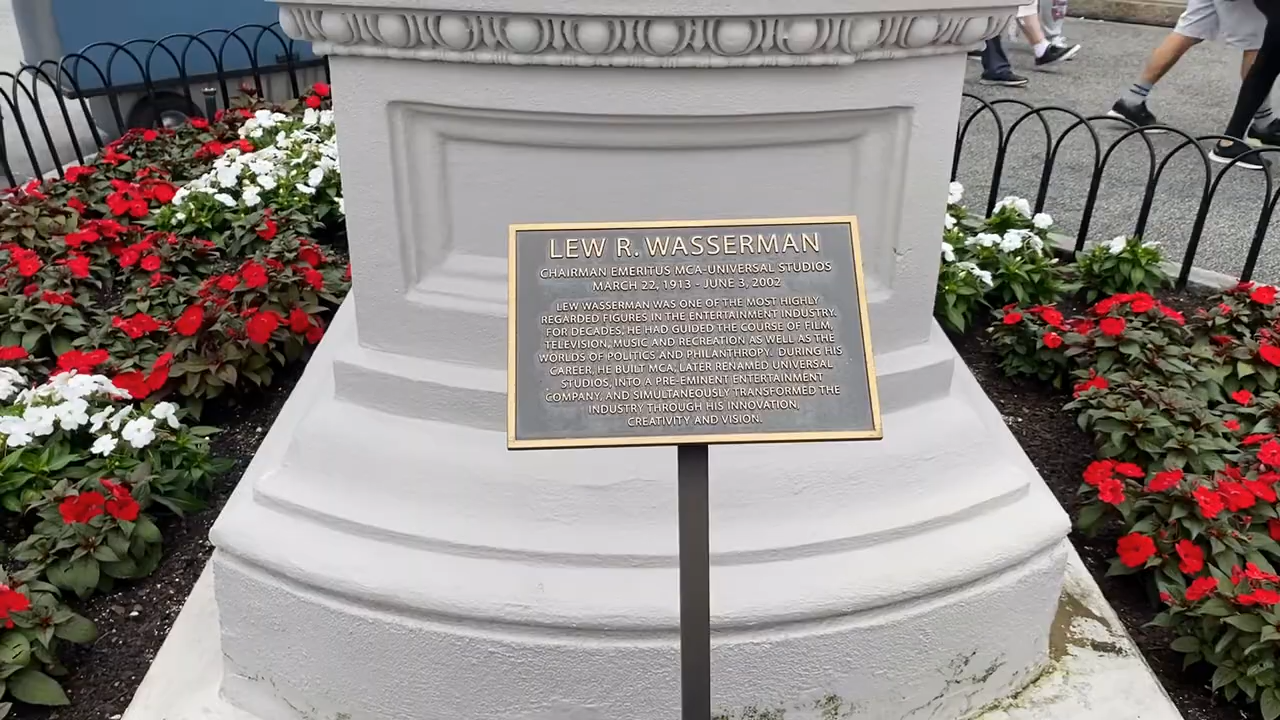 LEW R. WASSERMAN
CHAIRMAN EMERITUS MCA-UNIVERSAL STUDIOS
MARCH 22, 1913 - JUNE 3, 2002
LEW WASSERMAN WAS ONE OF THE MOST HIGHLY
REGARDED FIGURES IN THE ENTERTAINMENT INDUSTRY.
FOR DECADES, HE HAD GUIDED THE COURSE OF FILM,
TELEVISION, MUSIC AND RECREATION AS WELL AS THE
WORLDS OF POLITICS AND PHILANTHROPY. DURING HIS
CAREER, HE BUILT MCA, LATER RENAMED UNIVERSAL
STUDIOS, INTO A PRE-EMINENT ENTERTAINMENT
COMPANY, AND SIMULTANEOUSLY TRANSFORMED THE
INDUSTRY THROUGH HIS INNOVATION,
CREATIVITY AND VISION.